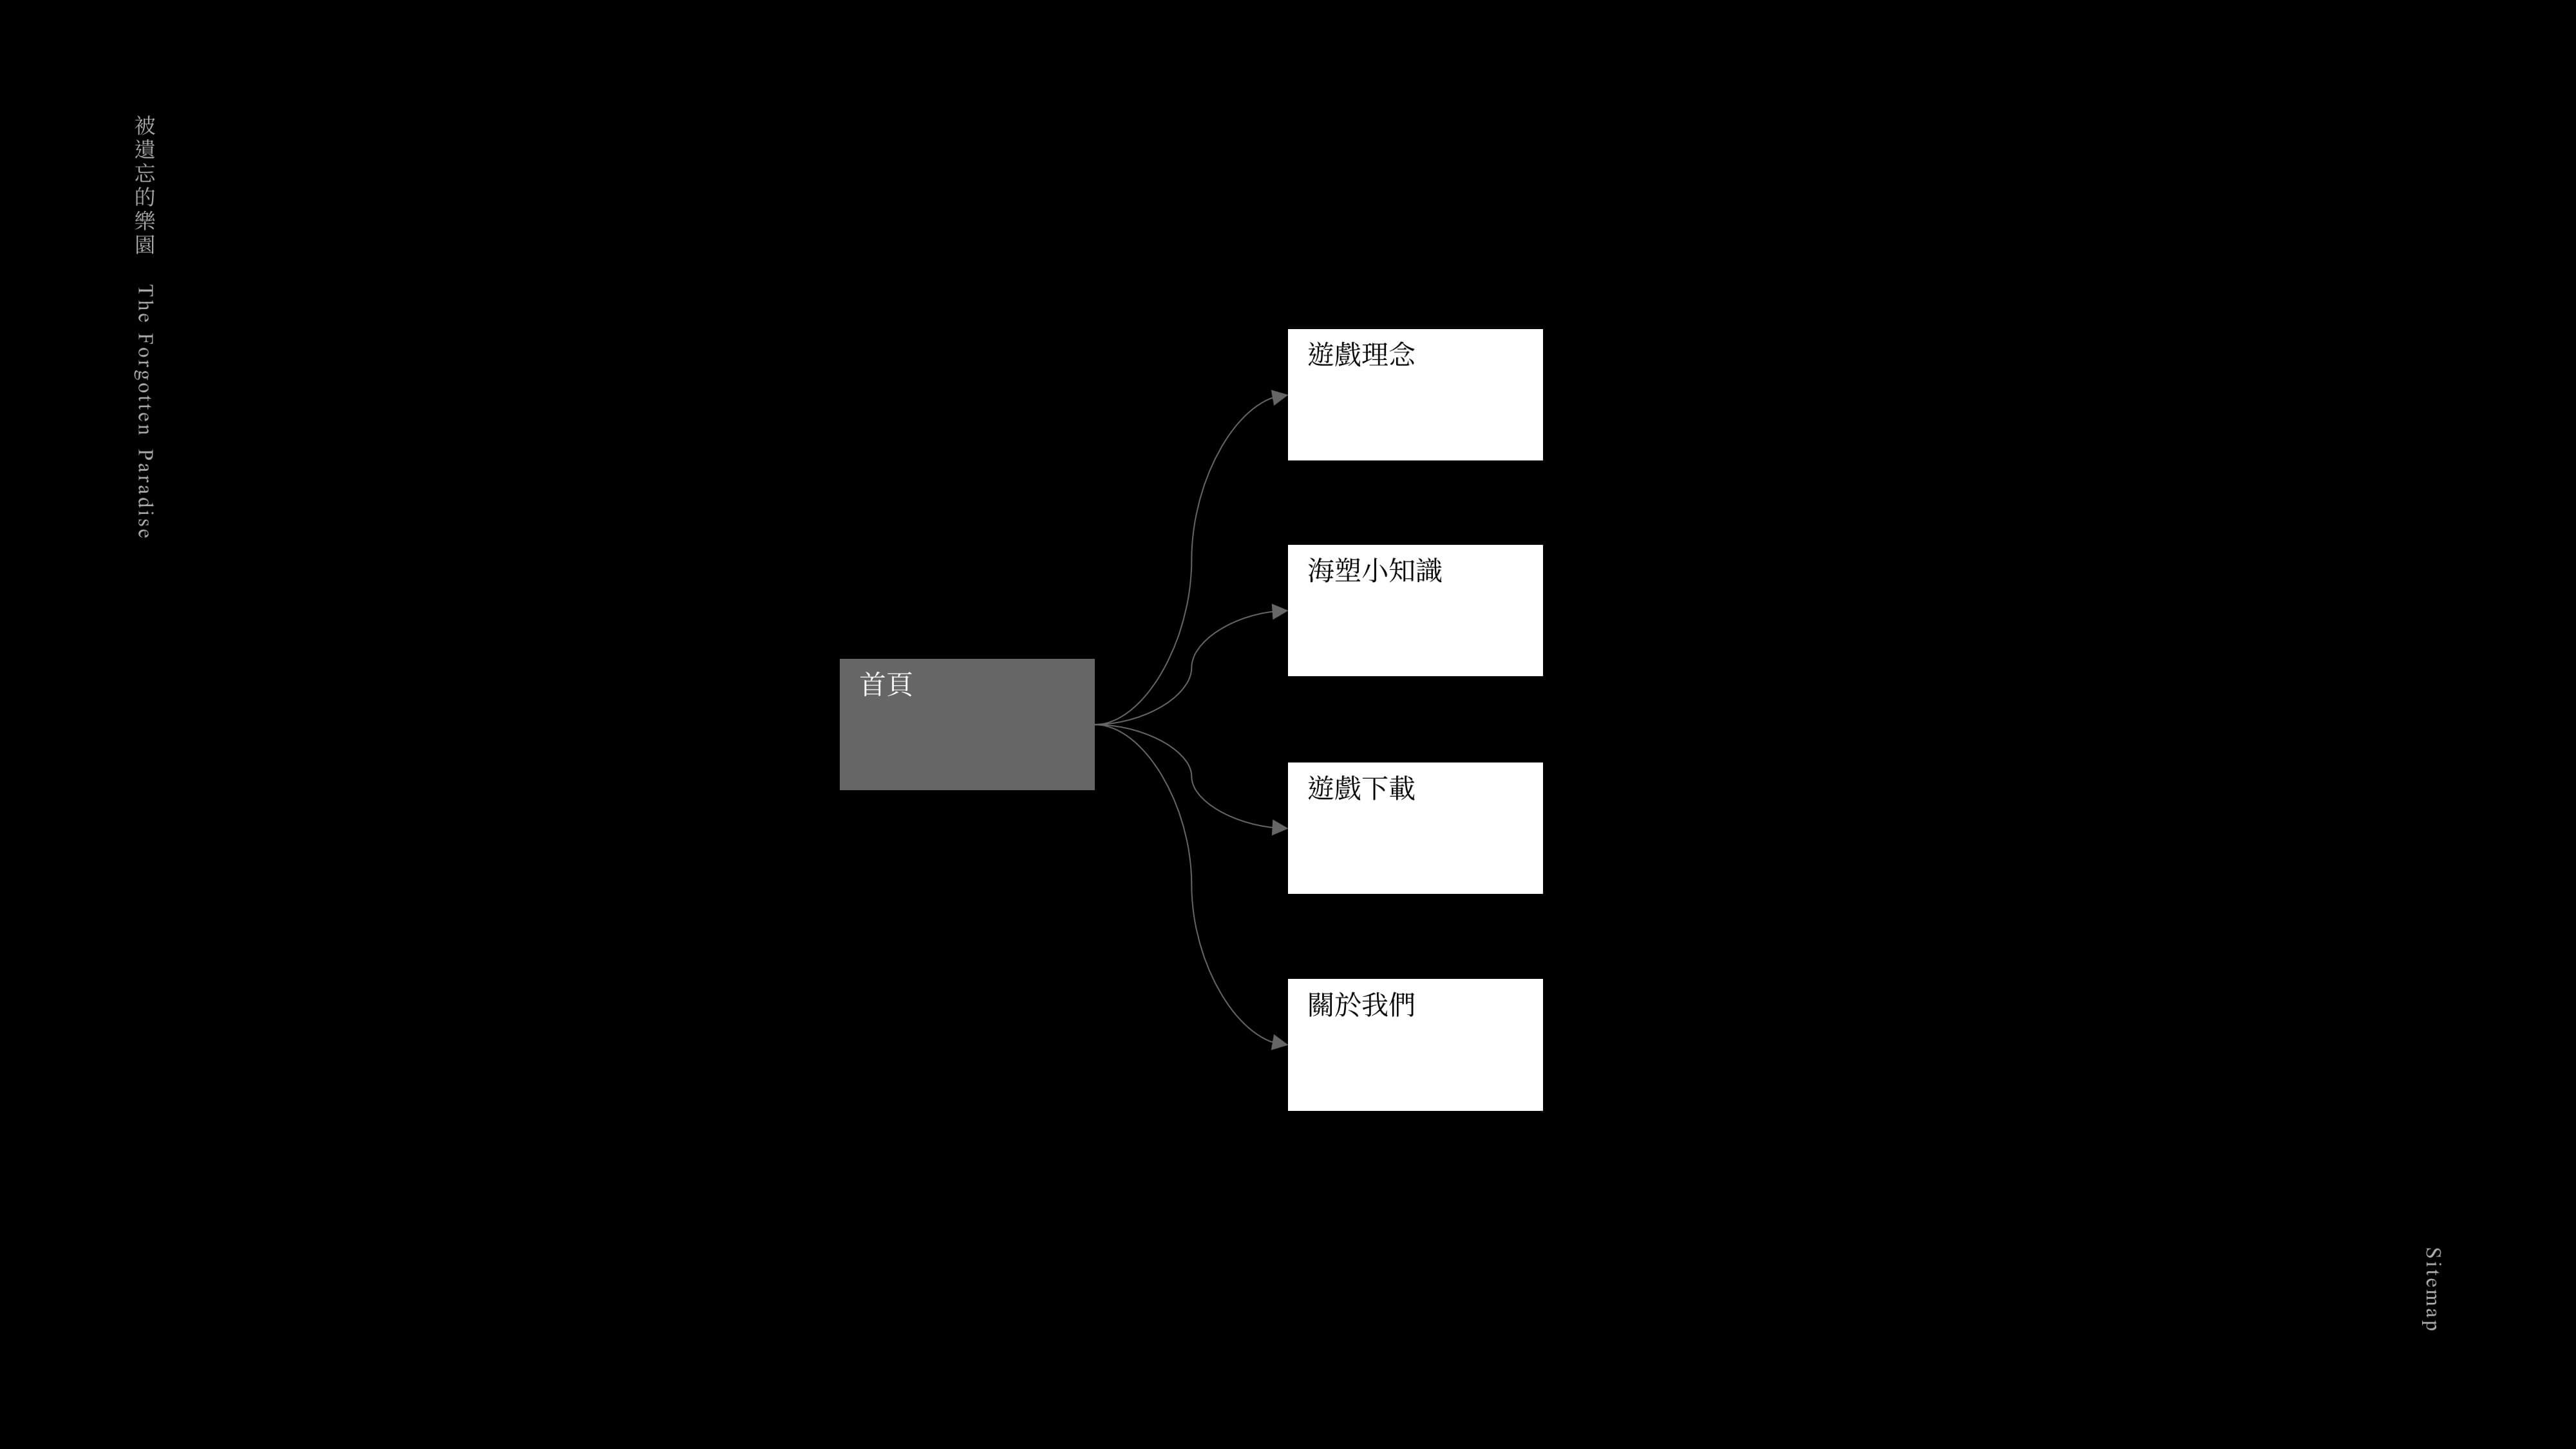 被遺忘的樂園 The Forgotten Paradise
首頁
遊戲理念
海塑小知識
遊戲下載
關於我們
Sitemap